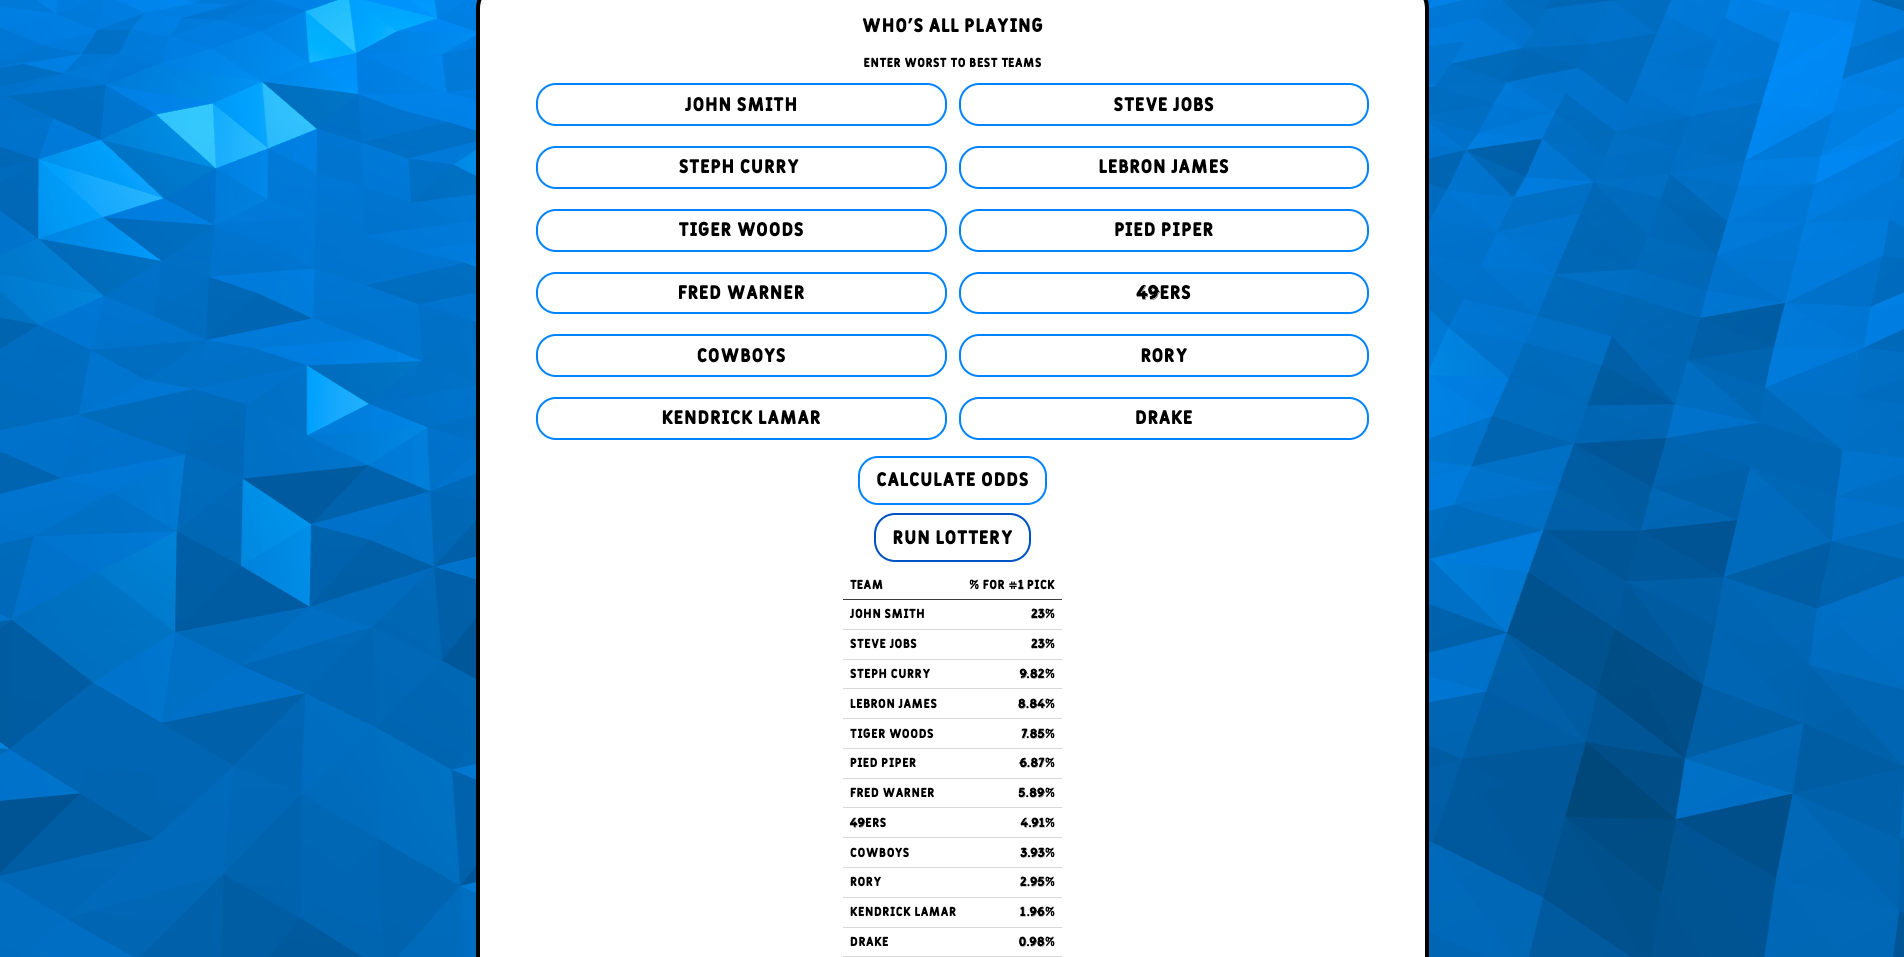 WHO'S ALL PLAYING
ENTER WORST TO BEST TEAMS
JOHN SMITH
STEVE JOBS
STEPH CURRY
LEBRON JAMES
TIGER WOODS
PIED PIPER
FRED WARNER
49ERS
COWBOYS
RORY
KENDRICK LAMAR
DRAKE
CALCULATE ODDS
RUN LOTTERY
TEAM % FOR #1 PICK
JOHN SMITH 23%
STEVE JOBS 23%
STEPH CURRY 9.82%
LEBRON JAMES 8.84%
TIGER WOODS 7.85%
PIED PIPER 6.87%
FRED WARNER 5.89%
49ERS 4.91%
COWBOYS 3.93%
RORY 2.95%
KENDRICK LAMAR 1.96%
DRAKE 0.98%